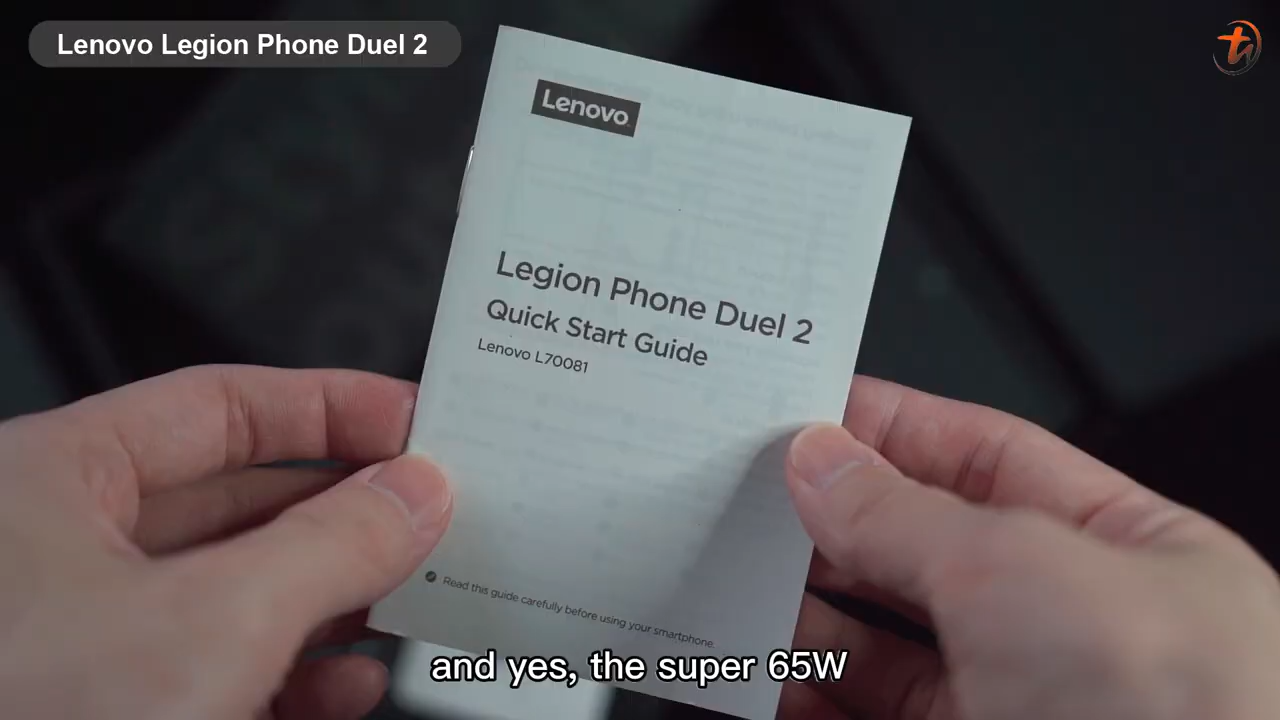 Lenovo Legion Phone Duel 2
Lenovo
Legion Phone Duel 2
Quick Start Guide
Lenovo L70081
Read this guide carefully before using your smartphone.
and yes, the super 65W